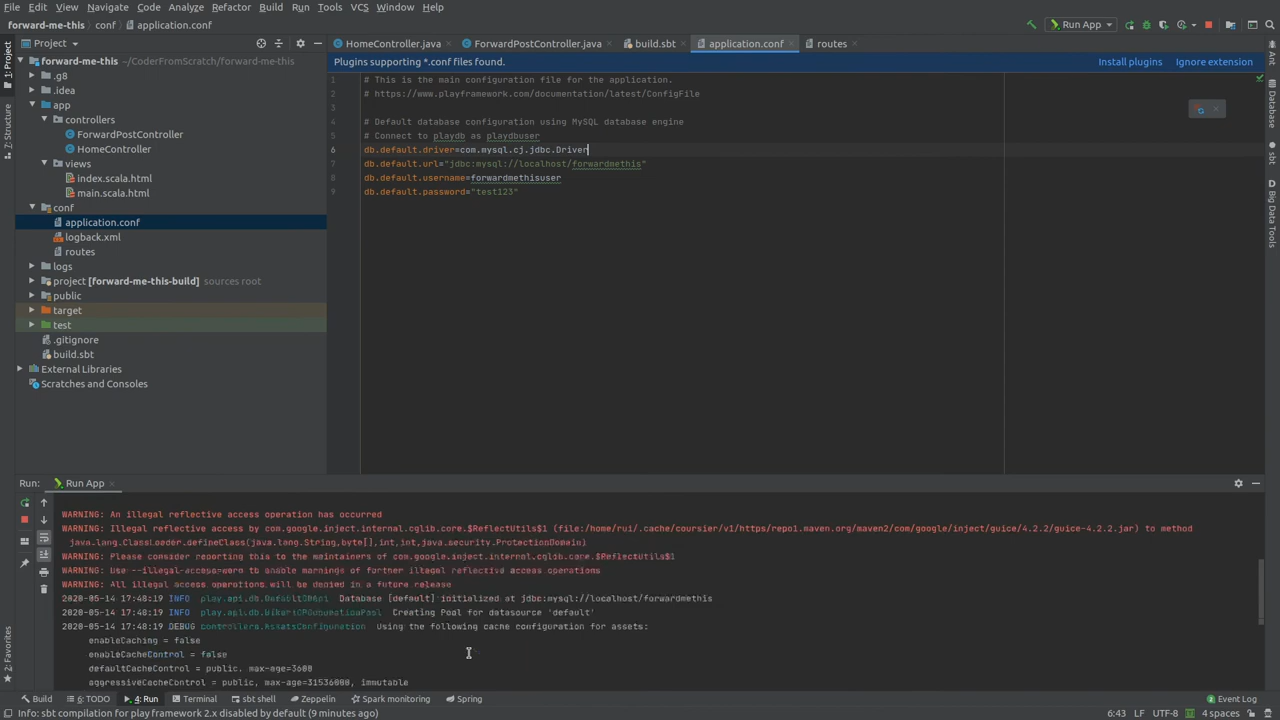 File Edit View Navigate Code Analyze Refactor Build Run Tools VCS Window Help
forward-me-this conf application.conf Run App
Project HomeController.java ForwardPostController.java build.sbt application.conf routes
Plugins supporting *.conf files found. Install plugins Ignore extension
forward-me-this ~/CoderFromScratch/forward-me-this
.g8
.idea
app
controllers
ForwardPostController
HomeController
views
index.scala.html
main.scala.html
conf
application.conf
logback.xml
routes
logs
project [forward-me-this-build] sources root
public
target
test
.gitignore
build.sbt
External Libraries
Scratches and Consoles
1 # This is the main configuration file for the application.
2 # https://www.playframework.com/documentation/latest/ConfigFile
3
4 # Default database configuration using MySQL database engine
5 # Connect to playdb as playdbuser
6 db.default.driver=com.mysql.cj.jdbc.Driver
7 db.default.url="jdbc:mysql://localhost/forwardmethis"
8 db.default.username=forwardmethisuser
9 db.default.password="test123"
1: Project
7: Structure
2: Favorites
Ant
Database
sbt
Big Data Tools
Run: Run App
WARNING: An illegal reflective access operation has occurred
WARNING: Illegal reflective access by com.google.inject.internal.cglib.core.$ReflectUtils$1 (file:/home/rui/.cache/coursier/v1/https/repo1.maven.org/maven2/com/google/inject/guice/4.2.2/guice-4.2.2.jar) to method
java.lang.ClassLoader.defineClass(java.lang.String,byte[],int,int,java.security.ProtectionDomain)
WARNING: Please consider reporting this to the maintainers of com.google.inject.internal.cglib.core.$ReflectUtils$1
WARNING: Use --illegal-access=warn to enable warnings of further illegal reflective access operations
WARNING: All illegal access operations will be denied in a future release
2020-05-14 17:48:19 INFO play.api.db.DefaultDBApi Database [default] initialized at jdbc:mysql://localhost/forwardmethis
2020-05-14 17:48:19 INFO play.api.db.HikariCPConnectionPool Creating Pool for datasource 'default'
2020-05-14 17:48:19 DEBUG controllers.AssetsConfiguration Using the following cache configuration for assets:
enableCaching = false
enableCacheControl = false
defaultCacheControl = public, max-age=3600
aggressiveCacheControl = public, max-age=31536000, immutable
Build 6: TODO 4: Run Terminal sbt shell Zeppelin Spark monitoring Spring Event Log
Info: sbt compilation for play framework 2.x disabled by default (9 minutes ago) 6:43 LF UTF-8 4 spaces